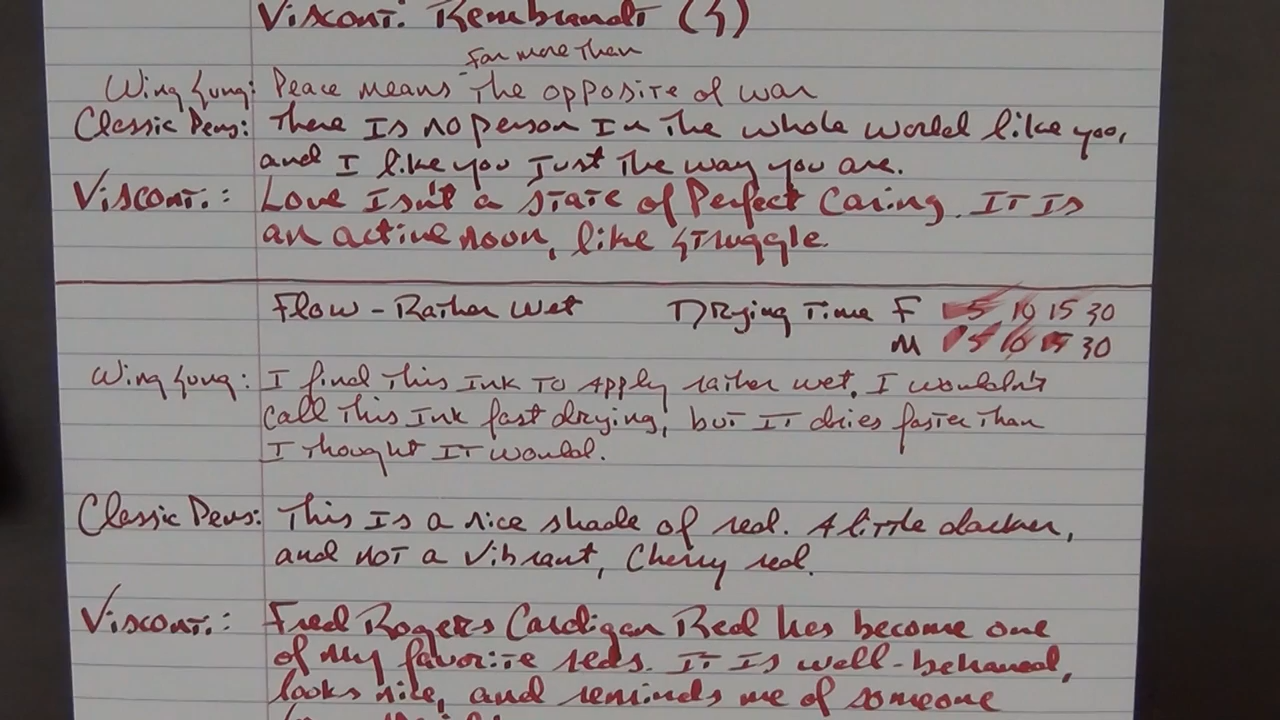 Visconti Rembrandt (S)
far more than
Wing Sung: Peace means the opposite of war
Classic Pens: There is no person in the whole world like you,
and I like you just the way you are.
Visconti: Love isn't a state of perfect caring. It is
an active noun, like struggle.
Flow - Rather wet Drying Time F 5 10 15 30
M 5 10 15 30
Wing Sung: I find this ink to apply rather wet. I wouldn't
call this ink fast drying, but it dries faster than
I thought it would.
Classic Pens: This is a nice shade of red. A little darker,
and not a vibrant, cherry red.
Visconti: Fred Rogers Cardigan Red has become one
of my favorite reds. It is well-behaved,
looks nice, and reminds me of someone